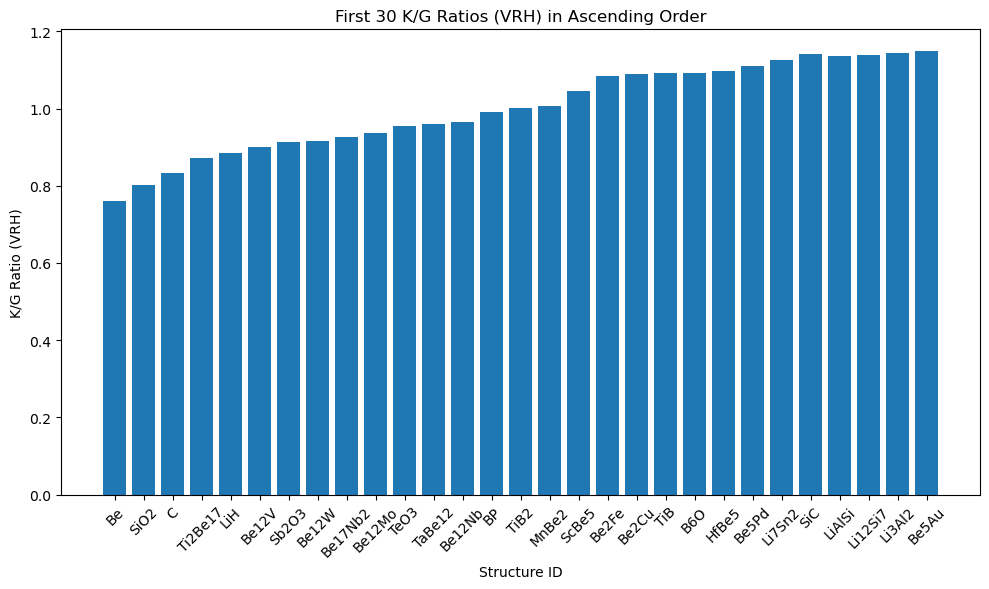 First 30 K/G Ratios (VRH) in Ascending Order
K/G Ratio (VRH)
1.2
1.0
0.8
0.6
0.4
0.2
0.0
Be
SiO2
C
Ti2Be17
LiH
Be12V
Sb2O3
Be12W
Be17Nb2
Be12Mo
TeO3
TaBe12
Be12Nb
BP
TiB2
MnBe2
ScBe5
Be2Fe
Be2Cu
TiB
B6O
HfBe5
Be5Pd
Li7Sn2
SiC
LiAlSi
Li12Si7
Li3Al2
Be5Au
Structure ID